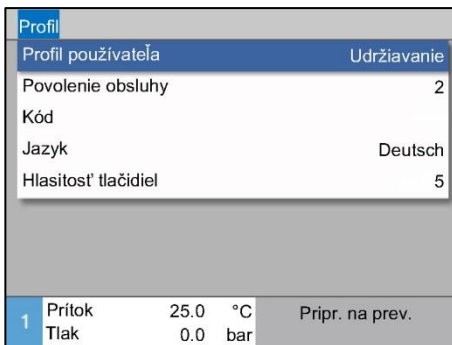 Profil
Profil používateľa Udržiavanie
Povolenie obsluhy 2
Kód
Jazyk Deutsch
Hlasitosť tlačidiel 5
1 Prítok 25.0 °C Pripr. na prev.
Tlak 0.0 bar